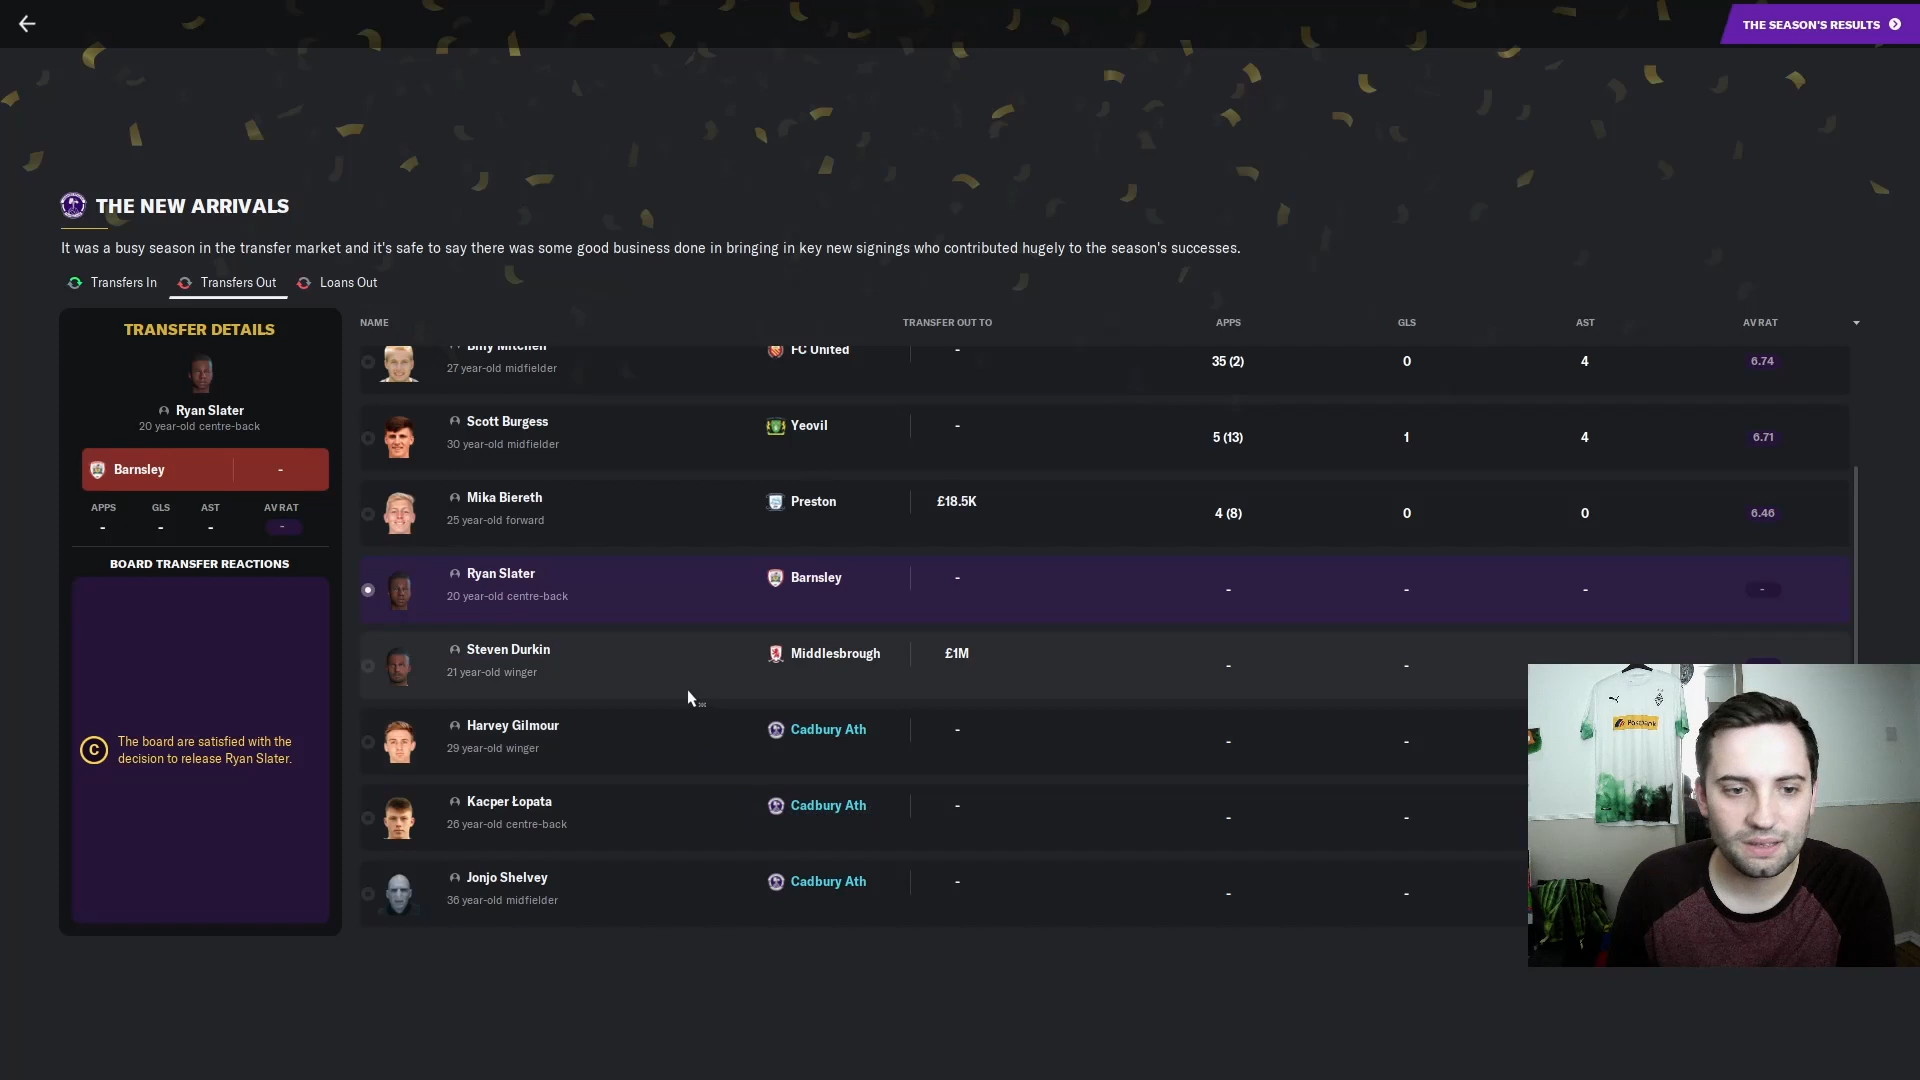 THE SEASON'S RESULTS
THE NEW ARRIVALS
It was a busy season in the transfer market and it's safe to say there was some good business done in bringing in key new signings who contributed hugely to the season's successes.
Transfers In Transfers Out Loans Out
TRANSFER DETAILS
Ryan Slater
20 year-old centre-back
Barnsley -
APPS GLS AST AV RAT
- - - -
BOARD TRANSFER REACTIONS
C
The board are satisfied with the
decision to release Ryan Slater.
NAME TRANSFER OUT TO APPS GLS AST AV RAT
Billy Mitchell FC United - 35 (2) 0 4 6.74
27 year-old midfielder
Scott Burgess Yeovil - 5 (13) 1 4 6.71
30 year-old midfielder
Mika Biereth Preston £18.5K 4 (8) 0 0 6.46
25 year-old forward
Ryan Slater Barnsley - - - - -
20 year-old centre-back
Steven Durkin Middlesbrough £1M - -
21 year-old winger
Harvey Gilmour Cadbury Ath - - -
29 year-old winger
Kacper Łopata Cadbury Ath - - -
26 year-old centre-back
Jonjo Shelvey Cadbury Ath - - -
36 year-old midfielder
Postbank